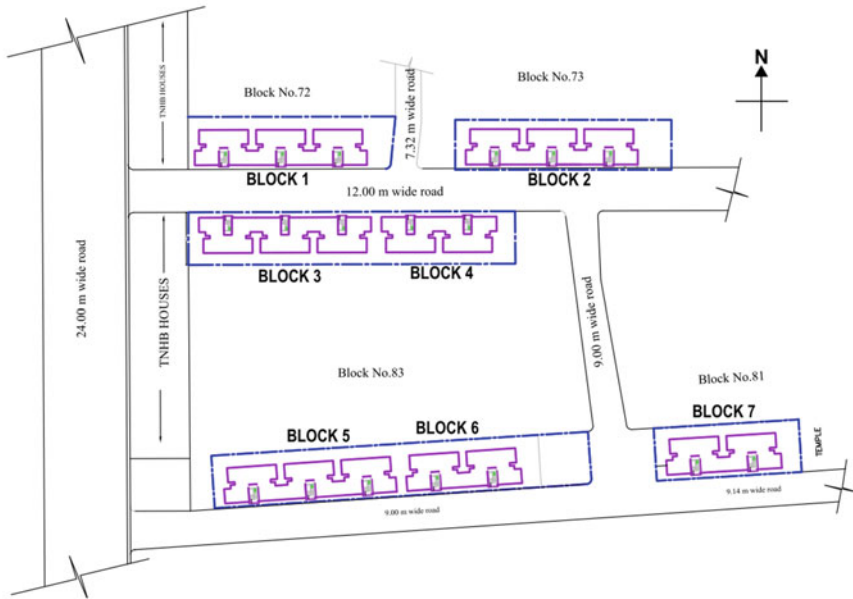 TNHB HOUSES
Block No.72
7.32 m wide road
Block No.73
N
BLOCK 1
BLOCK 2
12.00 m wide road
24.00 m wide road
TNHB HOUSES
BLOCK 3
BLOCK 4
9.00 m wide road
Block No.83
Block No.81
BLOCK 5
BLOCK 6
BLOCK 7
TEMPLE
9.00 m wide road
9.14 m wide road